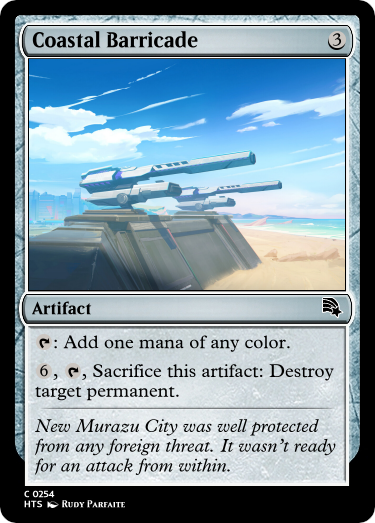 Coastal Barricade 3
Artifact
: Add one mana of any color.
6, , Sacrifice this artifact: Destroy
target permanent.
New Murazu City was well protected
from any foreign threat. It wasn't ready
for an attack from within.
C 0254
HTS Rudy Parfaite